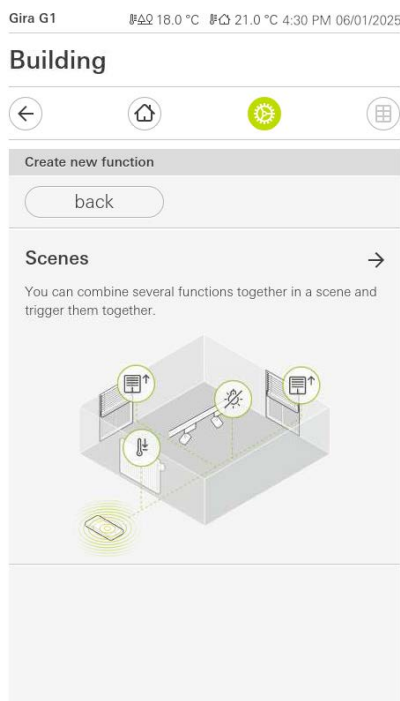 Gira G1 18.0 °C 21.0 °C 4:30 PM 06/01/2025
Building
Create new function
back
Scenes
You can combine several functions together in a scene and
trigger them together.